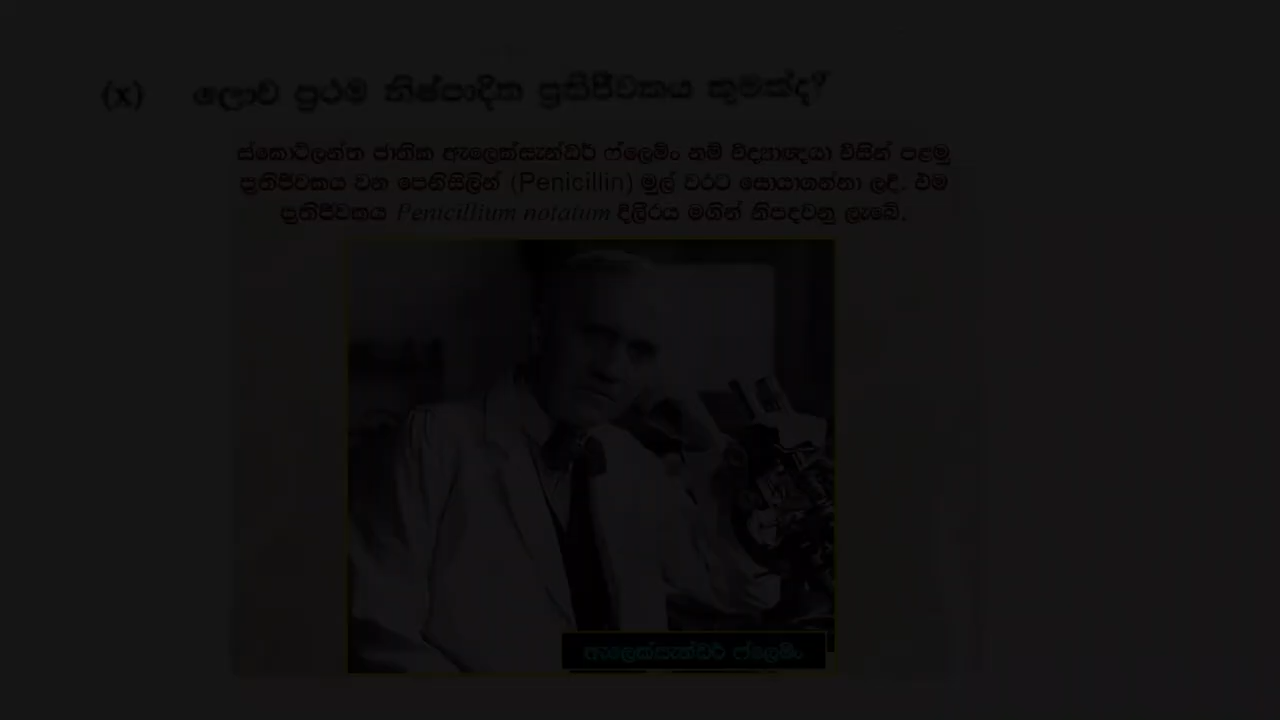 (x) ලොව ප්‍රථම නිෂ්පාදිත ප්‍රතිජීවකය කුමක්ද?
ස්කොට්ලන්ත ජාතික ඇලෙක්සැන්ඩර් ෆ්ලෙමිං නම් විද්‍යාඥයා විසින් පළමු
ප්‍රතිජීවකය වන පෙනිසිලින් (Penicillin) මුල් වරට සොයාගන්නා ලදී. එම
ප්‍රතිජීවකය Penicillium notatum දිලීරය මගින් නිපදවනු ලැබේ.
ඇලෙක්සැන්ඩර් ෆ්ලෙමිං